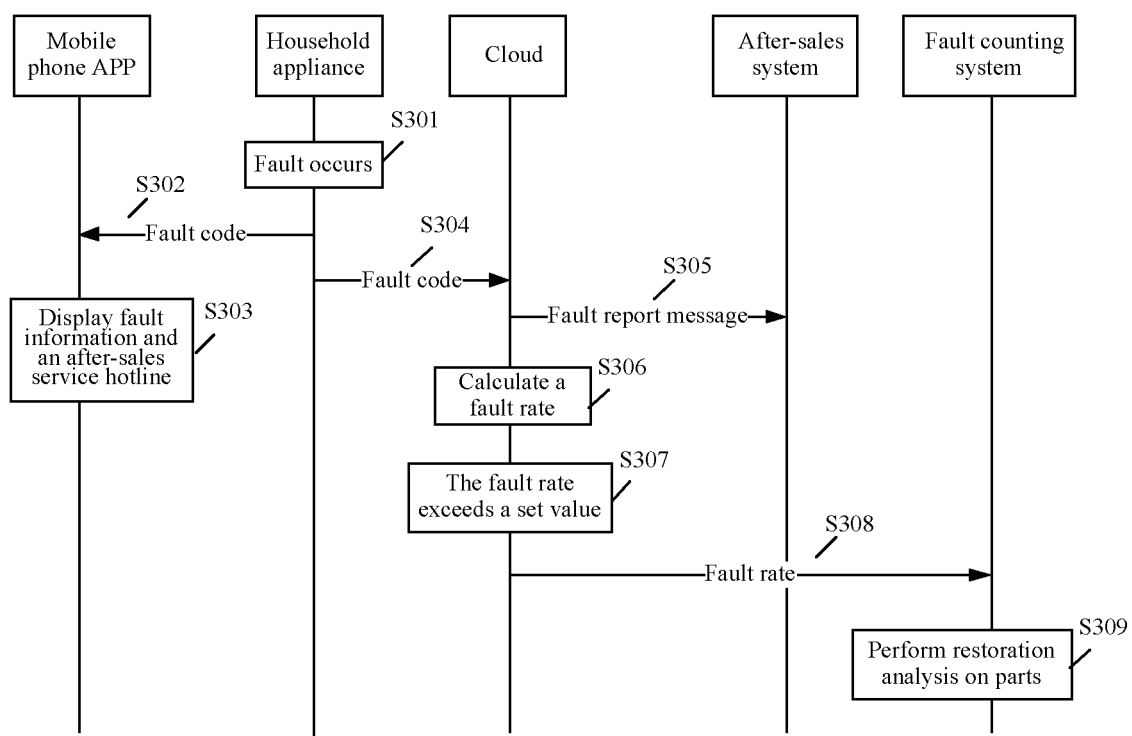 Mobile
phone APP
Household
appliance
Cloud
After-sales
system
Fault counting
system
S301
Fault occurs
S302
Fault code
S304
Fault code
S305
Fault report message
S303
Display fault
information and
an after-sales
service hotline
S306
Calculate a
fault rate
S307
The fault rate
exceeds a set value
S308
Fault rate
S309
Perform restoration
analysis on parts